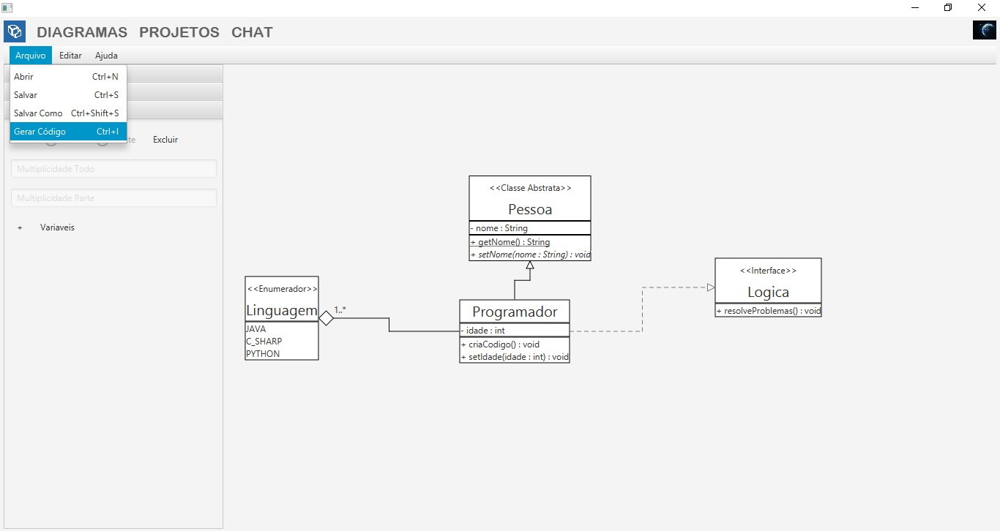 DIAGRAMAS PROJETOS CHAT
Arquivo Editar Ajuda
Abrir Ctrl+N
Salvar Ctrl+S
Salvar Como Ctrl+Shift+S
Gerar Código Ctrl+I
Excluir
Multiplicidade Todo
Multiplicidade Parte
+ Variaveis
<<Classe Abstrata>>
Pessoa
- nome : String
+ getNome() : String
+ setNome(nome : String) : void
<<Enumerador>>
Linguagem
JAVA
C_SHARP
PYTHON
1..*
Programador
- idade : int
+ criaCodigo() : void
+ setIdade(idade : int) : void
<<Interface>>
Logica
+ resolveProblemas() : void